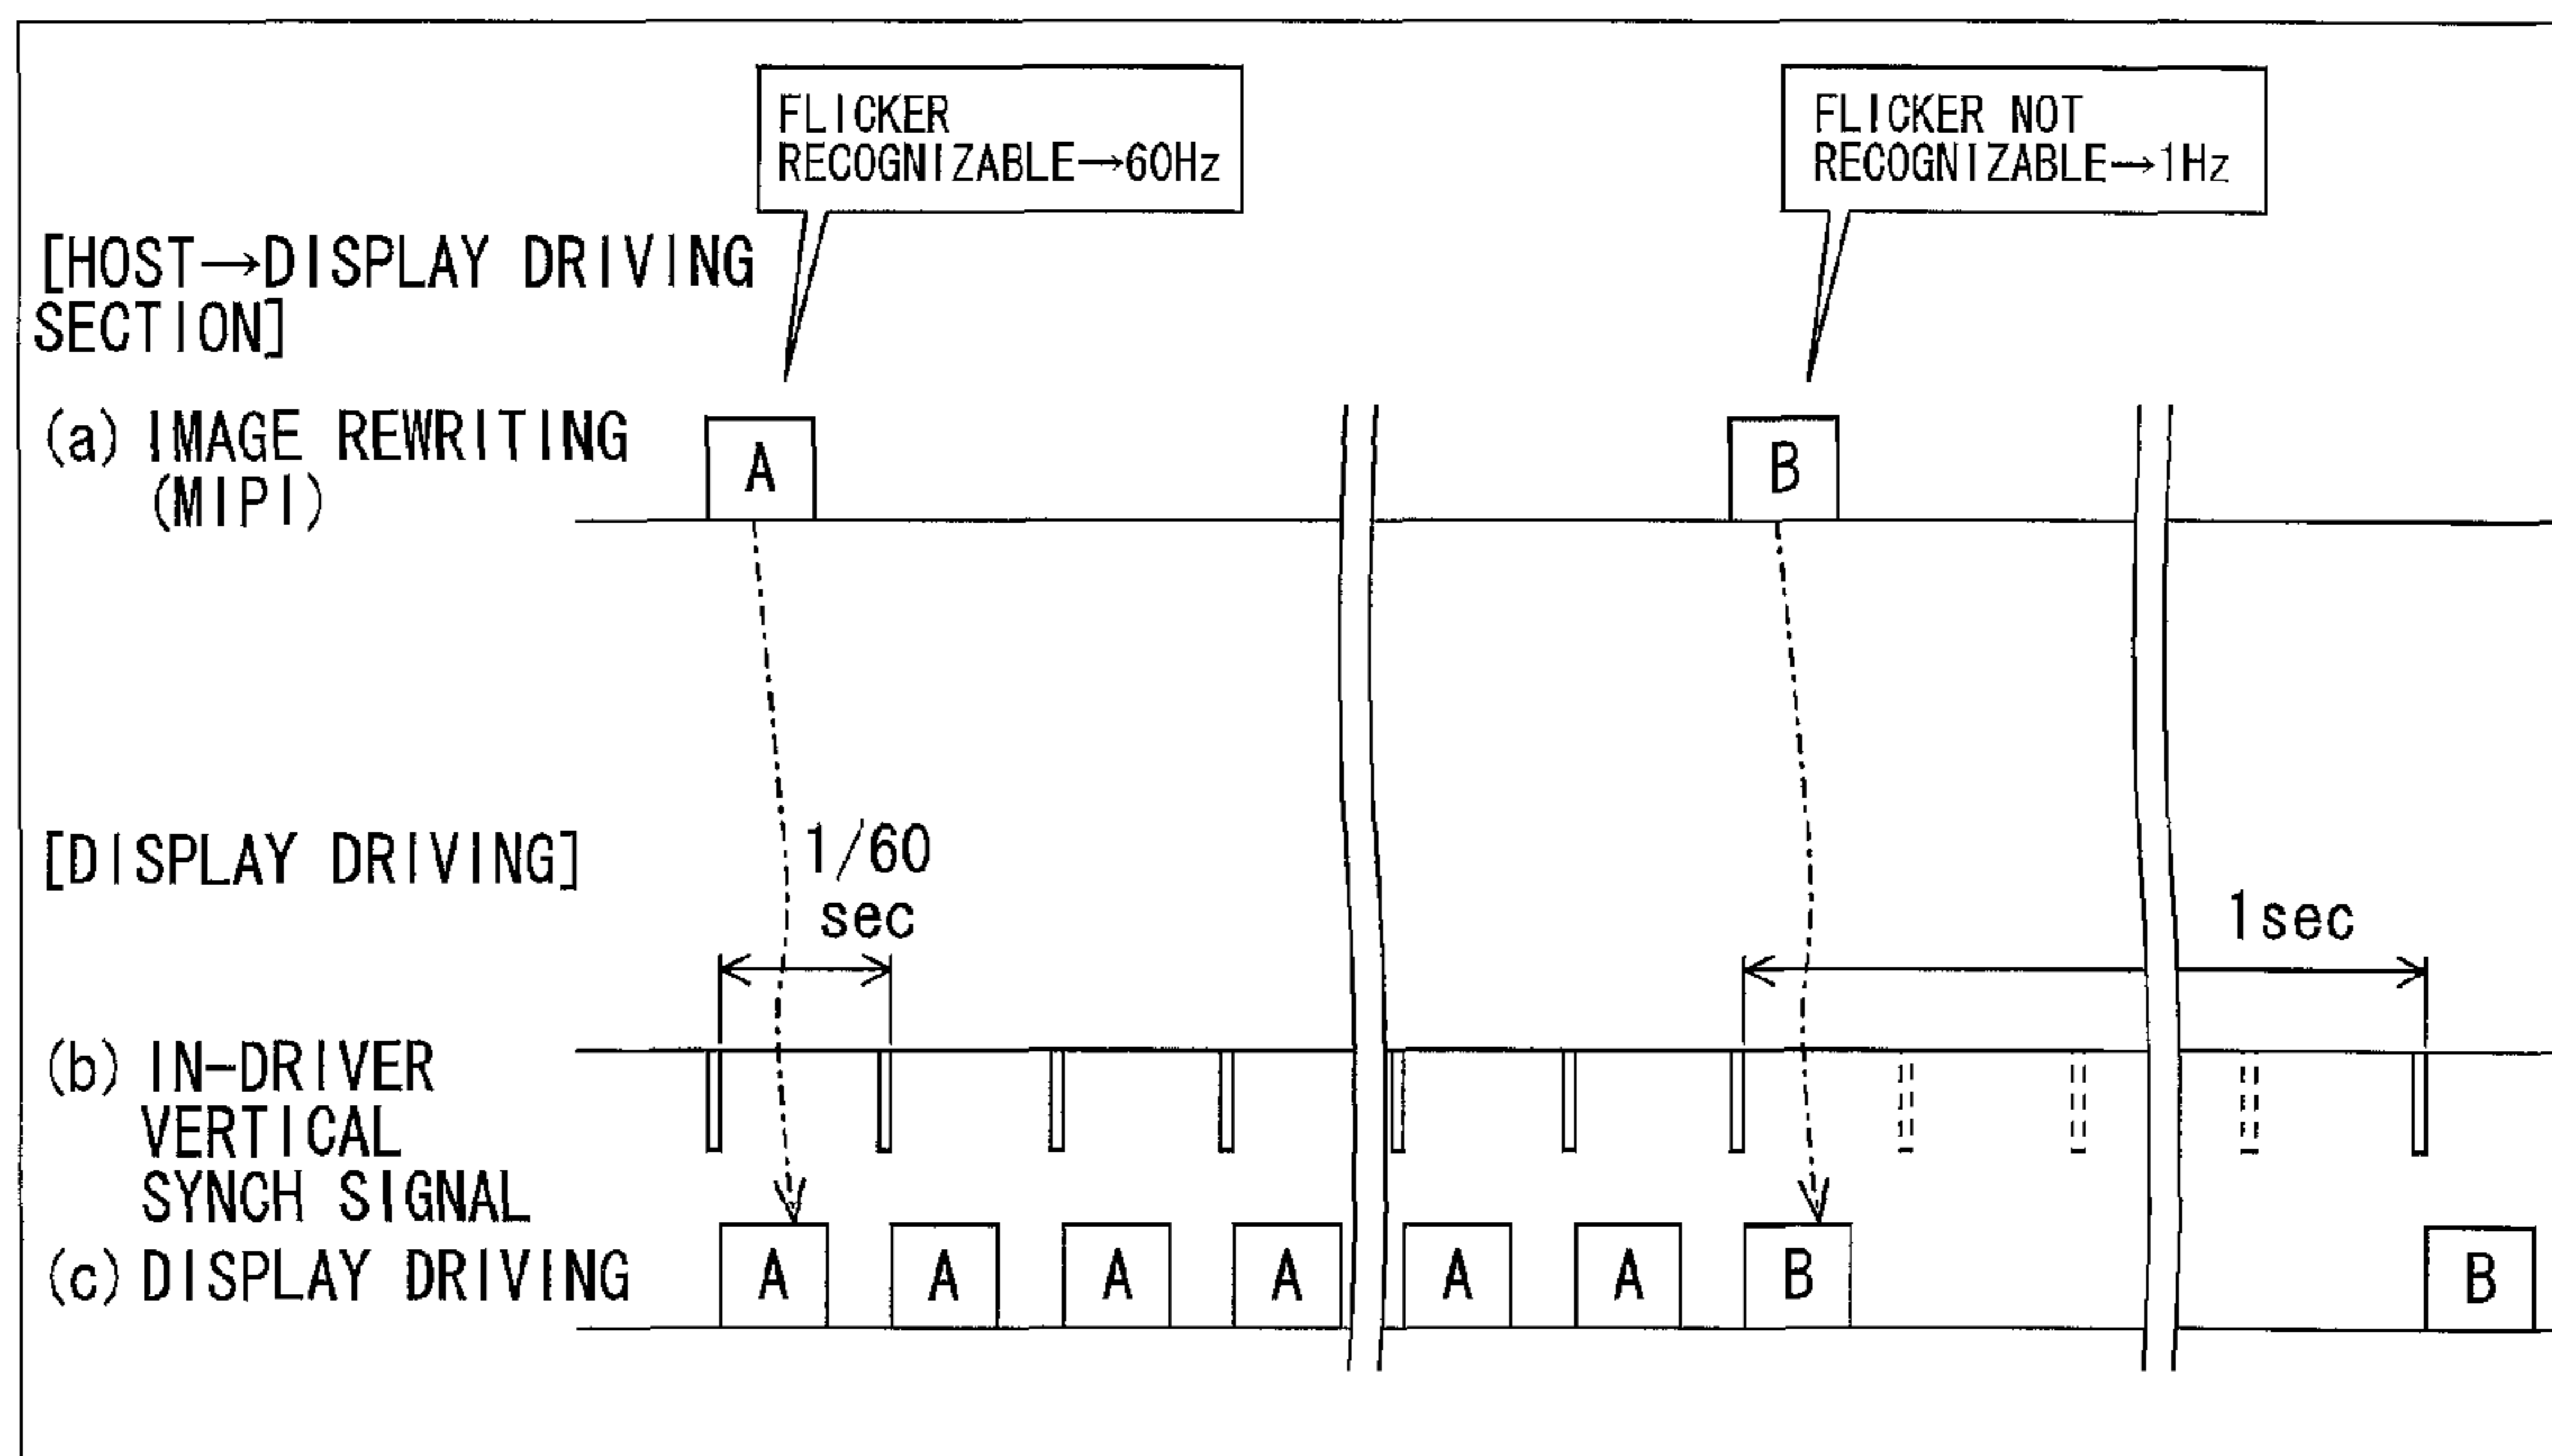 FLICKER
RECOGNIZABLE→60Hz
FLICKER NOT
RECOGNIZABLE→1Hz
[HOST→DISPLAY DRIVING
SECTION]
(a) IMAGE REWRITING
(MIPI)
A
B
[DISPLAY DRIVING]
1/60
sec
1sec
(b) IN-DRIVER
VERTICAL
SYNCH SIGNAL
(c) DISPLAY DRIVING
A A A A A A B B